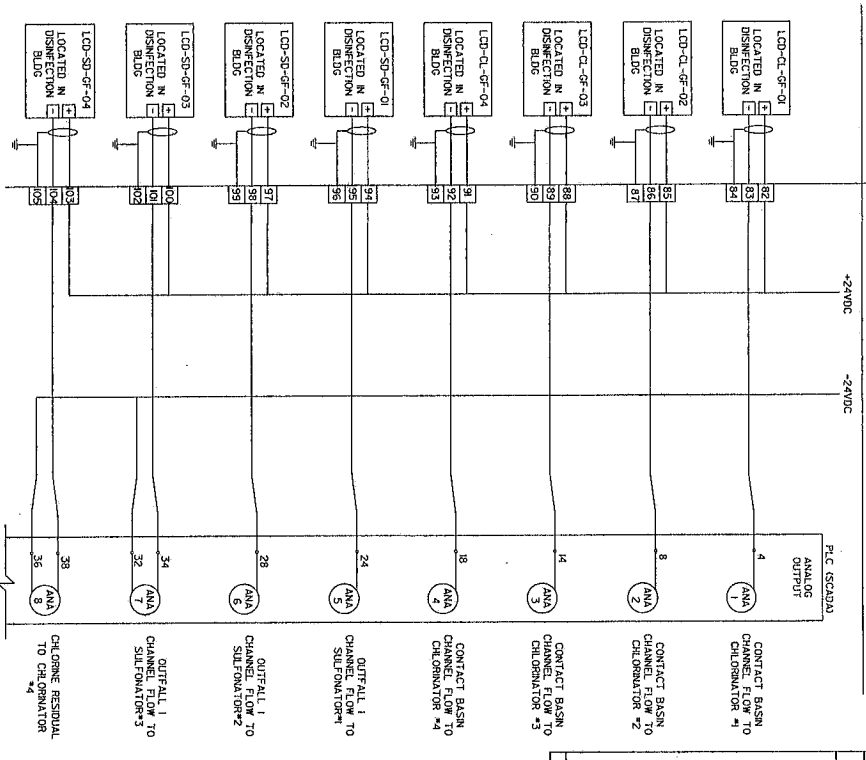 +24VDC
-24VDC
PLC (SCADA)
ANALOG
OUTPUT
LCD-CL-GF-01
LOCATED IN
DISINFECTION
BLDG
+
-
82
83
84
4
ANA
1
CONTACT BASIN
CHANNEL FLOW TO
CHLORINATOR #1
LCD-CL-GF-02
LOCATED IN
DISINFECTION
BLDG
+
-
85
86
87
8
ANA
2
CONTACT BASIN
CHANNEL FLOW TO
CHLORINATOR #2
LCD-CL-GF-03
LOCATED IN
DISINFECTION
BLDG
+
-
88
89
90
14
ANA
3
CONTACT BASIN
CHANNEL FLOW TO
CHLORINATOR #3
LCD-CL-GF-04
LOCATED IN
DISINFECTION
BLDG
+
-
91
92
93
18
ANA
4
CONTACT BASIN
CHANNEL FLOW TO
CHLORINATOR #4
LCD-SD-GF-01
LOCATED IN
DISINFECTION
BLDG
+
-
94
95
96
24
ANA
5
OUTFALL 1
CHANNEL FLOW TO
SULFONATOR#1
LCD-SD-GF-02
LOCATED IN
DISINFECTION
BLDG
+
-
97
98
99
28
ANA
6
OUTFALL 1
CHANNEL FLOW TO
SULFONATOR#2
LCD-SD-GF-03
LOCATED IN
DISINFECTION
BLDG
+
-
100
101
102
34
32
ANA
7
OUTFALL 1
CHANNEL FLOW TO
SULFONATOR#3
LCD-SD-GF-04
LOCATED IN
DISINFECTION
BLDG
+
-
103
104
105
38
36
ANA
8
CHLORINE RESIDUAL
TO CHLORINATOR
#4